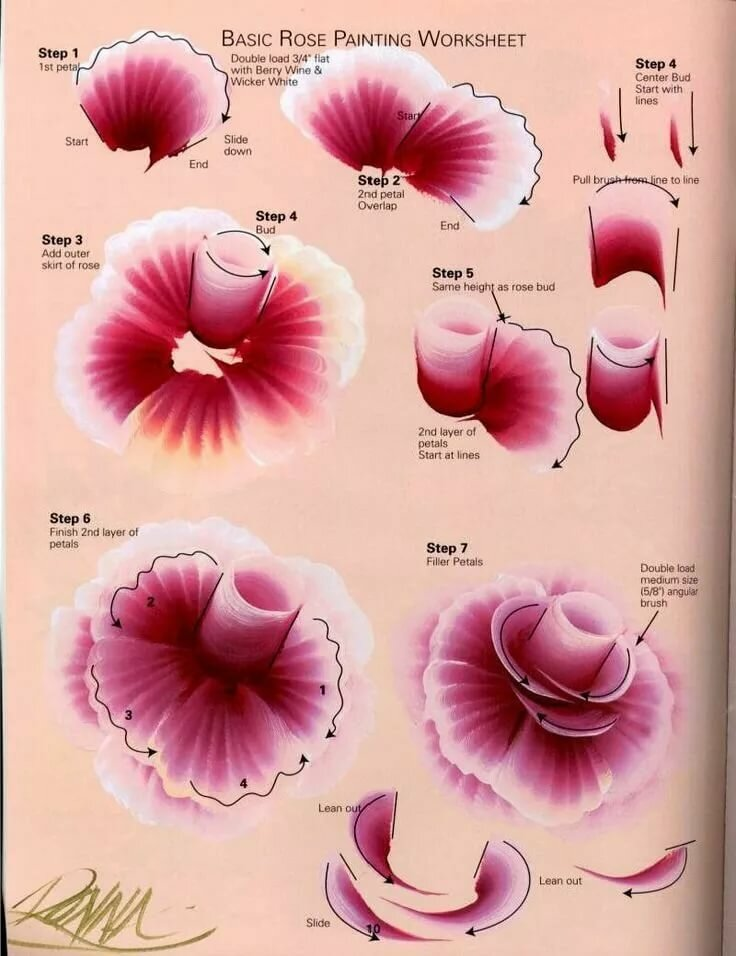 BASIC ROSE PAINTING WORKSHEET
Step 1
1st petal
Double load 3/4" flat
with Berry Wine &
Wicker White
Start
Slide
down
End
Start
Step 2
2nd petal
Overlap
End
Step 4
Center Bud
Start with
lines
Pull brush from line to line
Step 3
Add outer
skirt of rose
Step 4
Bud
Step 5
Same height as rose bud
2nd layer of
petals
Start at lines
Step 6
Finish 2nd layer of
petals
2
1
3
4
Step 7
Filler Petals
Double load
medium size
(5/8") angular
brush
Lean out
Lean out
Slide
10